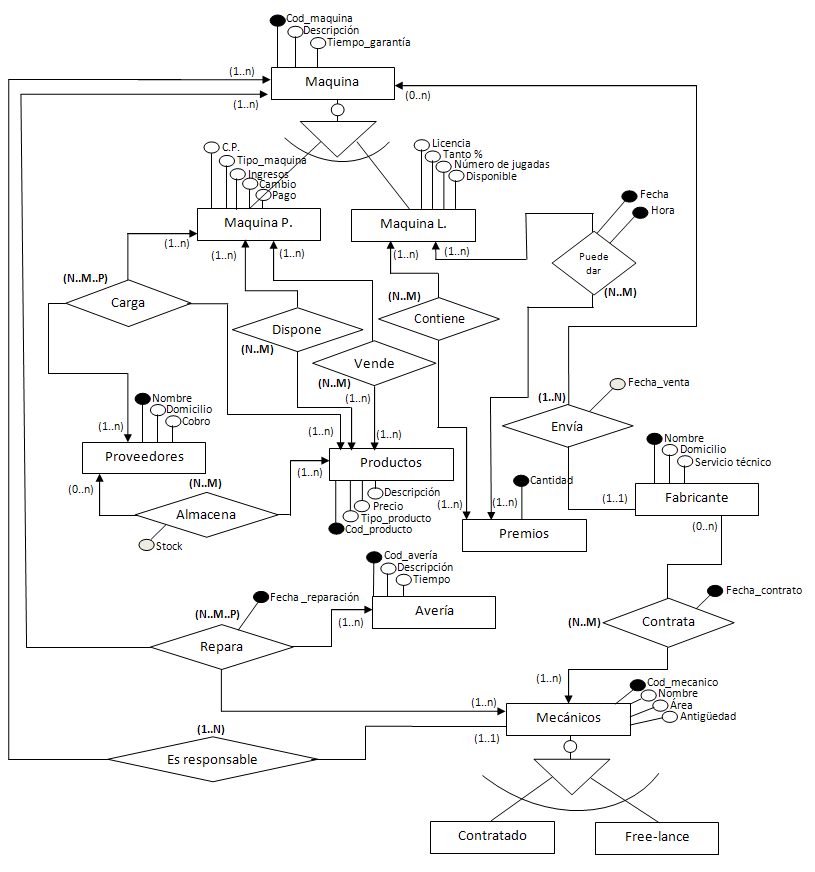 Cod_maquina
Descripción
Tiempo_garantía
(1..n)
Maquina
(1..n)
(0..n)
C.P.
Tipo_maquina
Ingresos
Cambio
Pago
Licencia
Tanto %
Número de jugadas
Disponible
Fecha
Hora
Maquina P.
Maquina L.
(1..n)
(1..n)
(1..n)
(1..n)
(1..n)
Puede
dar
(N..M)
(N..M..P)
Carga
(N..M)
Contiene
Dispone
(N..M)
Vende
(N..M)
(1..n)
Fecha_venta
(1..N)
Envía
Nombre
Domicilio
Cobro
(1..n)
(1..n)
(1..n)
Proveedores
Productos
(1..n)
Nombre
Domicilio
Servicio técnico
Fabricante
(1..1)
(0..n)
(0..n)
(N..M)
Almacena
Stock
Descripción
Precio
Tipo_producto
Cod_producto
Cantidad
(1..n)
(1..n)
Premios
Cod_avería
Descripción
Tiempo
Avería
(1..n)
Fecha_reparación
(N..M..P)
Repara
Fecha_contrato
(N..M)
Contrata
(1..n)
Cod_mecanico
Nombre
Área
Antigüedad
(1..n)
Mecánicos
(1..1)
(1..N)
Es responsable
Contratado
Free-lance